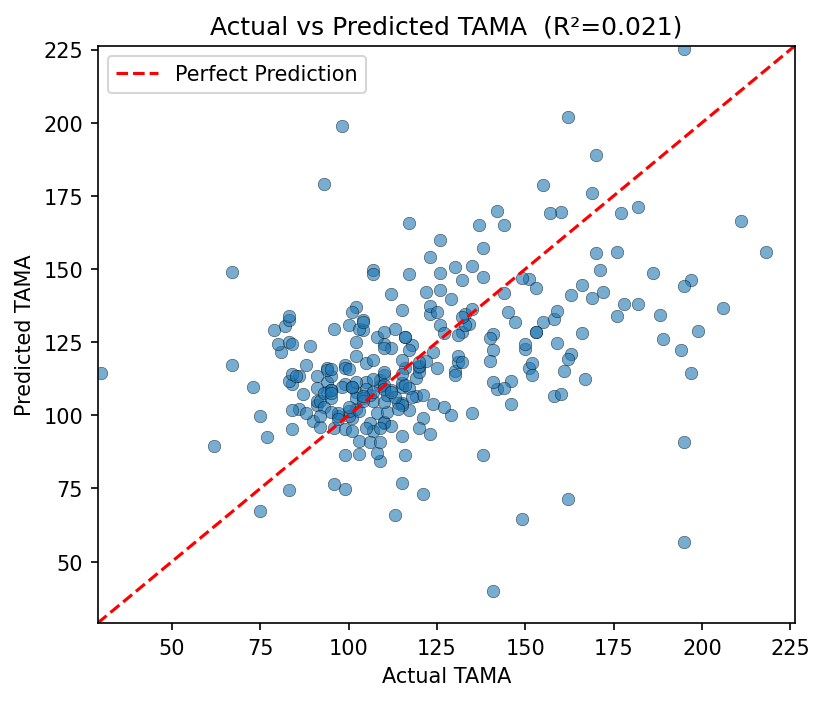 Actual vs Predicted TAMA (R²=0.021)
Perfect Prediction
225
200
175
150
125
100
75
50
Predicted TAMA
50 75 100 125 150 175 200 225
Actual TAMA